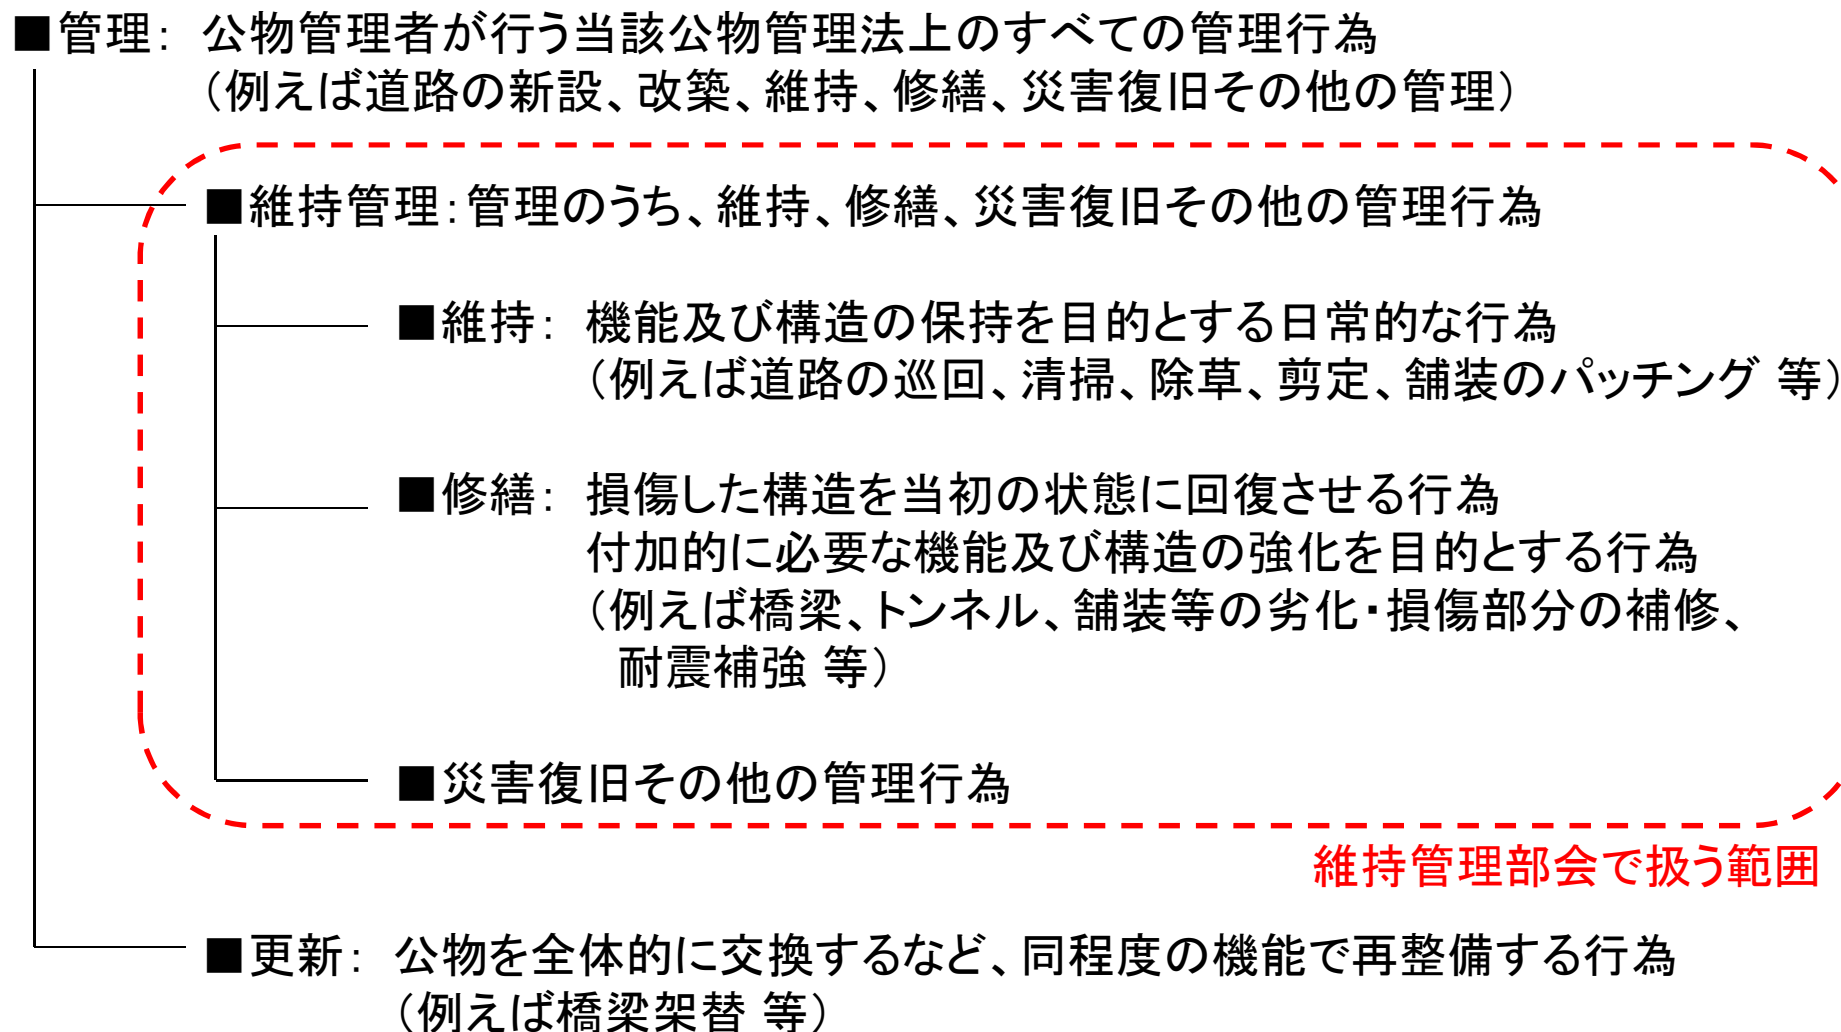 ■管理： 公物管理者が行う当該公物管理法上のすべての管理行為
（例えば道路の新設、改築、維持、修繕、災害復旧その他の管理）
■維持管理：管理のうち、維持、修繕、災害復旧その他の管理行為
■維持： 機能及び構造の保持を目的とする日常的な行為
（例えば道路の巡回、清掃、除草、剪定、舗装のパッチング 等）
■修繕： 損傷した構造を当初の状態に回復させる行為
付加的に必要な機能及び構造の強化を目的とする行為
（例えば橋梁、トンネル、舗装等の劣化・損傷部分の補修、
耐震補強 等）
■災害復旧その他の管理行為
維持管理部会で扱う範囲
■更新： 公物を全体的に交換するなど、同程度の機能で再整備する行為
（例えば橋梁架替 等）